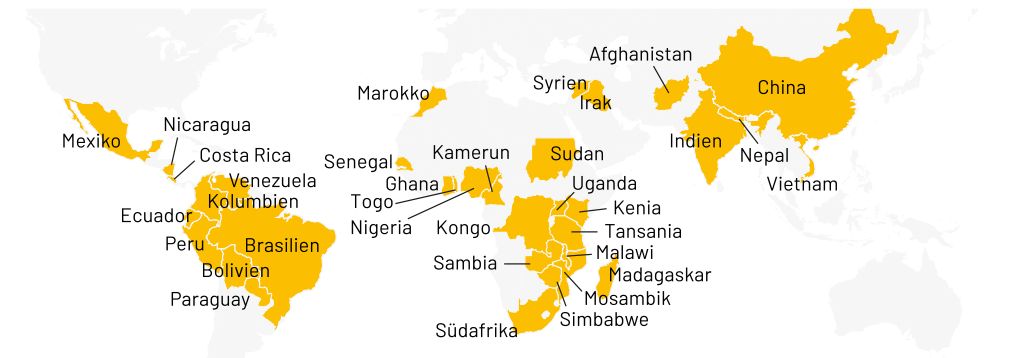 Afghanistan
Syrien
China
Marokko
Irak
Nicaragua
Mexiko
Indien
Costa Rica
Kamerun
Sudan
Nepal
Senegal
Venezuela
Ghana
Uganda
Vietnam
Kolumbien
Togo
Kenia
Ecuador
Nigeria
Kongo
Tansania
Peru
Brasilien
Malawi
Sambia
Bolivien
Madagaskar
Paraguay
Mosambik
Simbabwe
Südafrika